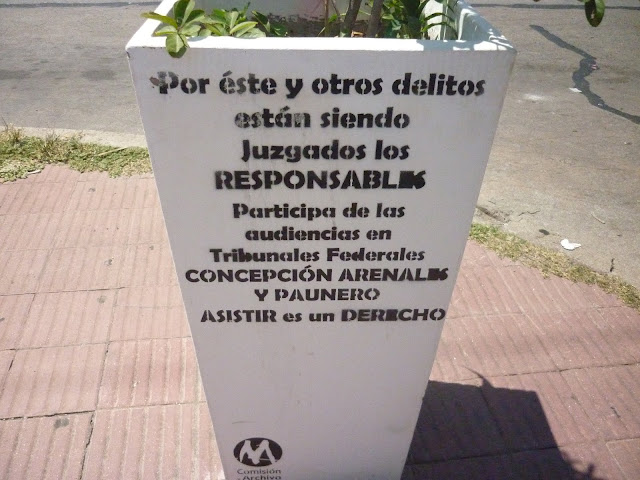 Por éste y otros delitos
están siendo
Juzgados los
RESPONSABLES
Participa de las
audiencias en
Tribunales Federales
CONCEPCIÓN ARENALES
Y PAUNERO
ASISTIR es un DERECHO
Comisión
y Archivo